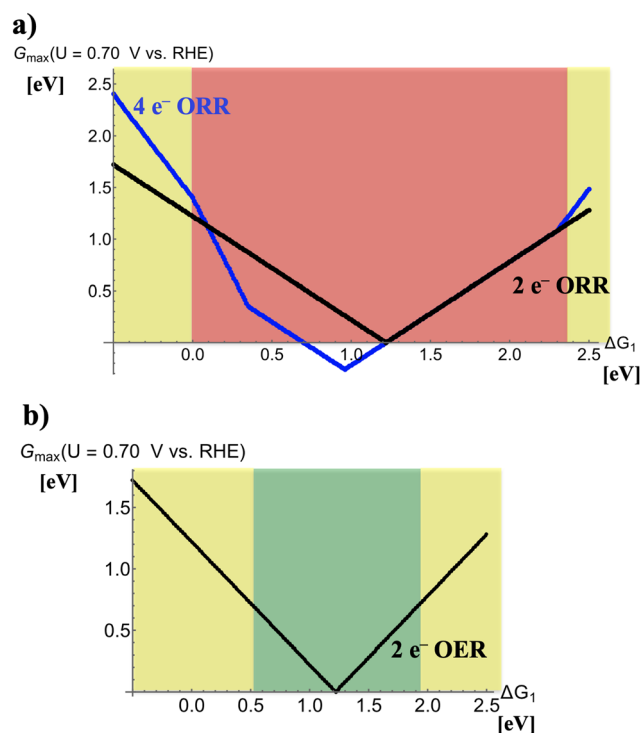 a)
Gmax(U = 0.70 V vs. RHE)
[eV]
2.5
4 e⁻ ORR
2.0
1.5
1.0
0.5
2 e⁻ ORR
0.0 0.5 1.0 1.5 2.0 2.5 ΔG₁
[eV]
b)
Gmax(U = 0.70 V vs. RHE)
[eV]
1.5
1.0
0.5
2 e⁻ OER
0.0 0.5 1.0 1.5 2.0 2.5 ΔG₁
[eV]